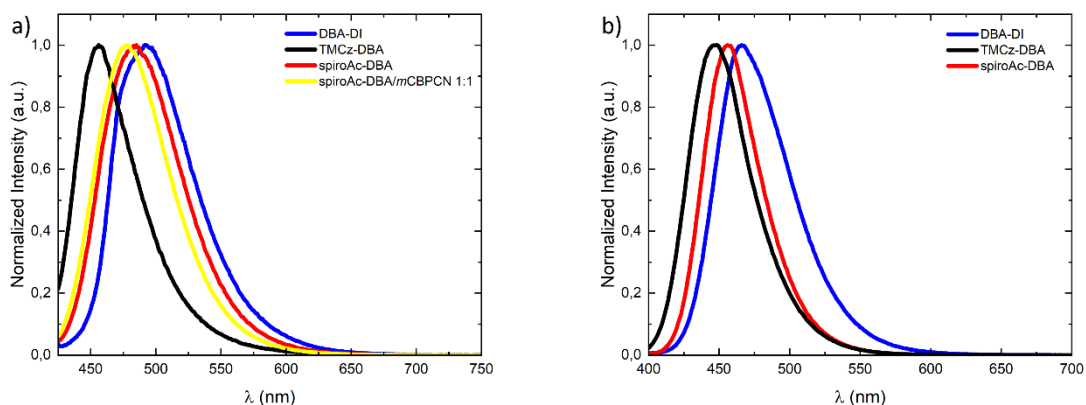 a)
DBA-DI
TMCz-DBA
spiroAc-DBA
spiroAc-DBA/mCBPCN 1:1
Normalized Intensity (a.u.)
1,0
0,8
0,6
0,4
0,2
0,0
450 500 550 600 650 700 750
λ (nm)
b)
DBA-DI
TMCz-DBA
spiroAc-DBA
Normalized Intensity (a.u.)
1,0
0,8
0,6
0,4
0,2
0,0
400 450 500 550 600 650 700
λ (nm)